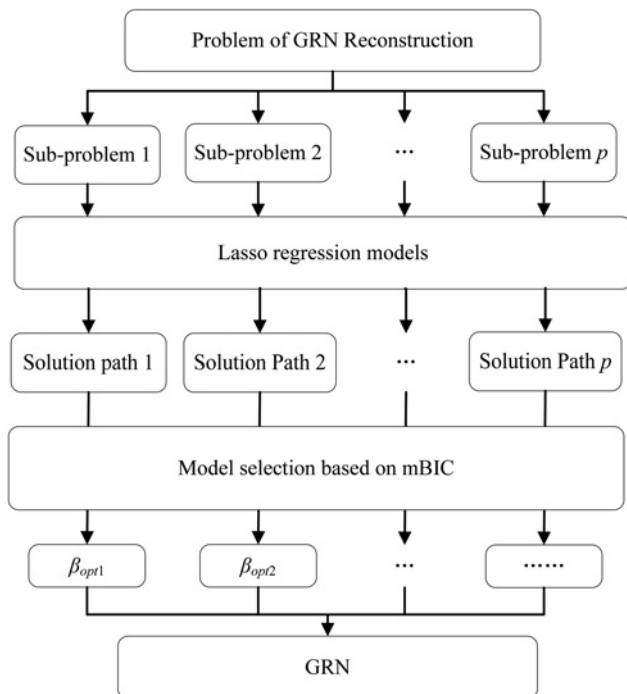 Problem of GRN Reconstruction
Sub-problem 1
Sub-problem 2
...
Sub-problem p
Lasso regression models
Solution path 1
Solution Path 2
...
Solution Path p
Model selection based on mBIC
βopt1
βopt2
...
......
GRN